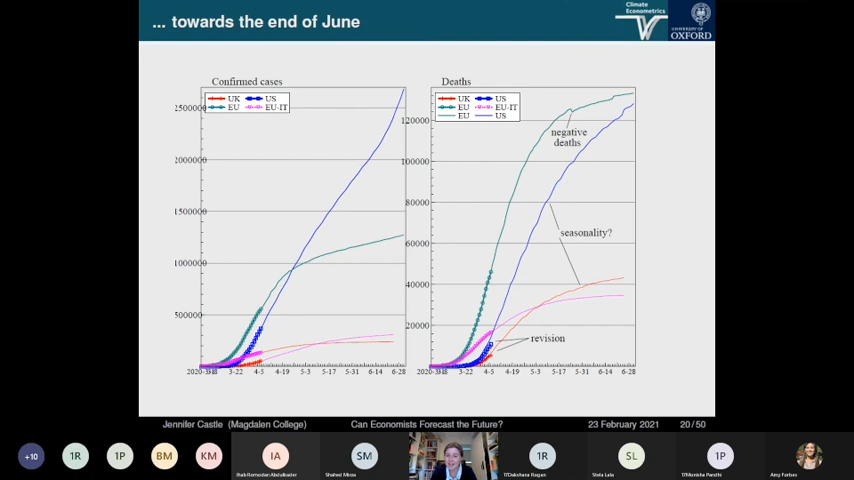 ... towards the end of June
Climate
Econometrics
UNIVERSITY OF
OXFORD
Confirmed cases
Deaths
UK US
EU EU-IT
UK US
EU EU-IT
EU US
2500000
2000000
1500000
1000000
500000
120000
100000
80000
60000
40000
20000
negative
deaths
seasonality?
revision
3-22 4-5 4-19 5-3 5-17 5-31 6-14 6-28
3-22 4-5 4-19 5-3 5-17 5-31 6-14 6-28
Jennifer Castle (Magdalen College) Can Economists Forecast the Future? 23 February 2021 20/50
+10 1R 1P BM KM IA SM 1R SL 1P
Shahed Stela Lala Amy Forbes